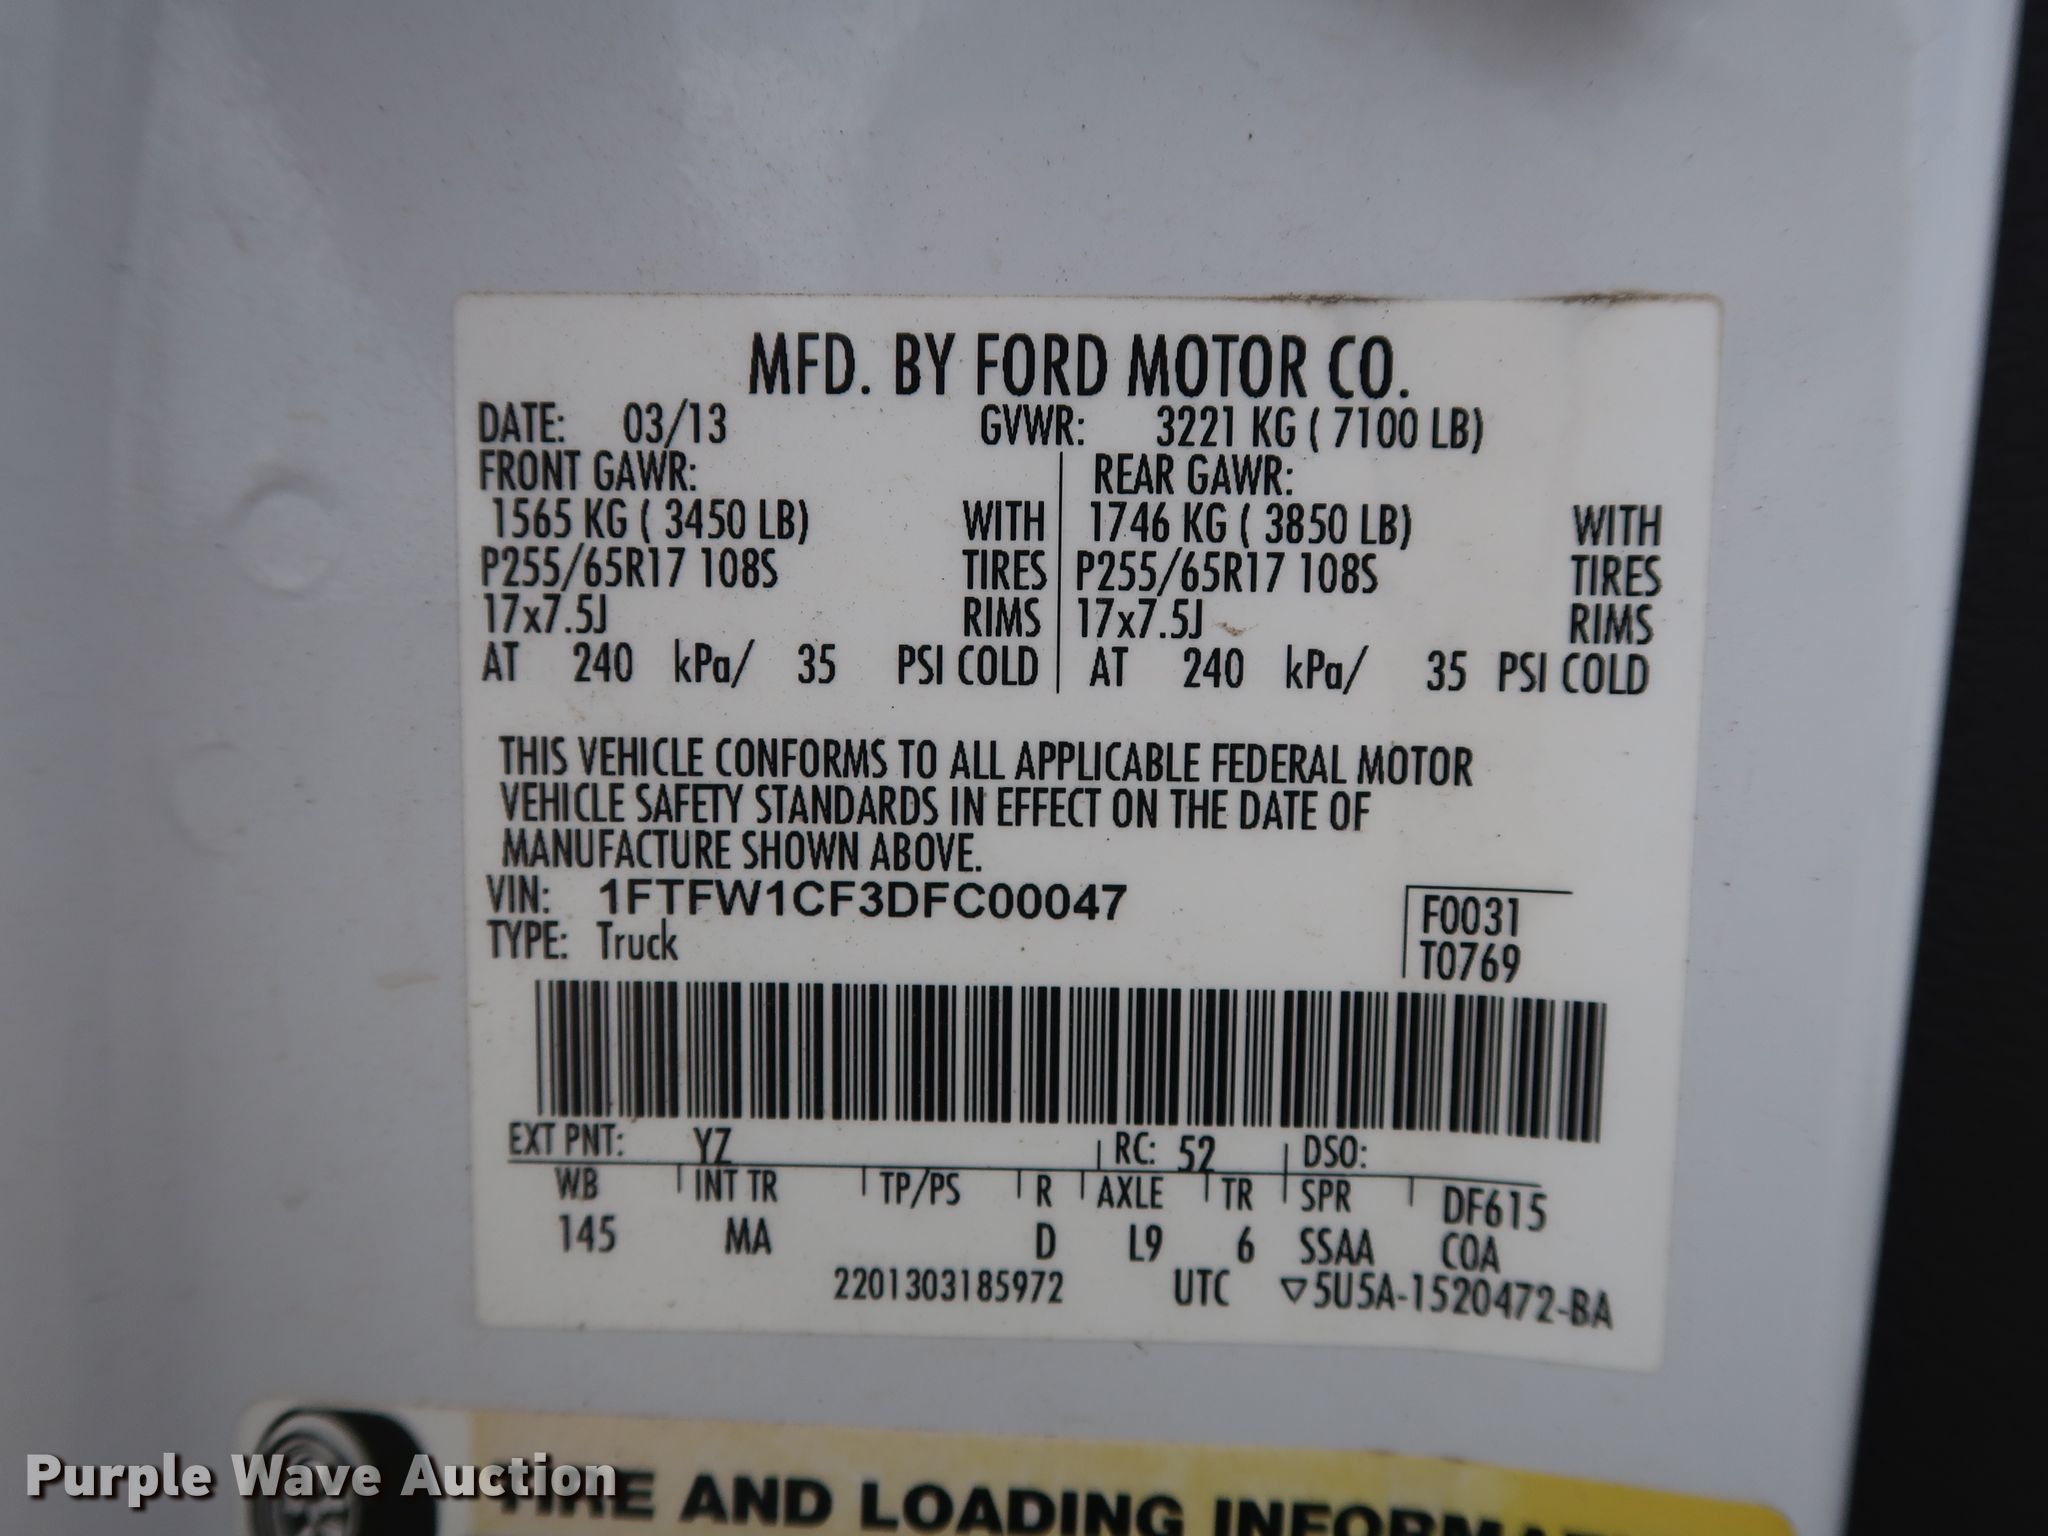 MFD. BY FORD MOTOR CO.
DATE: 03/13 GVWR: 3221 KG ( 7100 LB)
FRONT GAWR: REAR GAWR:
1565 KG ( 3450 LB) WITH 1746 KG ( 3850 LB) WITH
P255/65R17 108S TIRES P255/65R17 108S TIRES
17x7.5J RIMS 17x7.5J RIMS
AT 240 kPa/ 35 PSI COLD AT 240 kPa/ 35 PSI COLD
THIS VEHICLE CONFORMS TO ALL APPLICABLE FEDERAL MOTOR
VEHICLE SAFETY STANDARDS IN EFFECT ON THE DATE OF
MANUFACTURE SHOWN ABOVE.
VIN: 1FTFW1CF3DFC00047 F0031
TYPE: Truck T0769
EXT PNT: YZ RC: 52 DSO:
WB INT TR TP/PS R AXLE TR SPR DF615
145 MA D L9 6 SSAA COA
2201303185972 UTC ▽5U5A-1520472-BA
Purple Wave Auction
TIRE AND LOADING